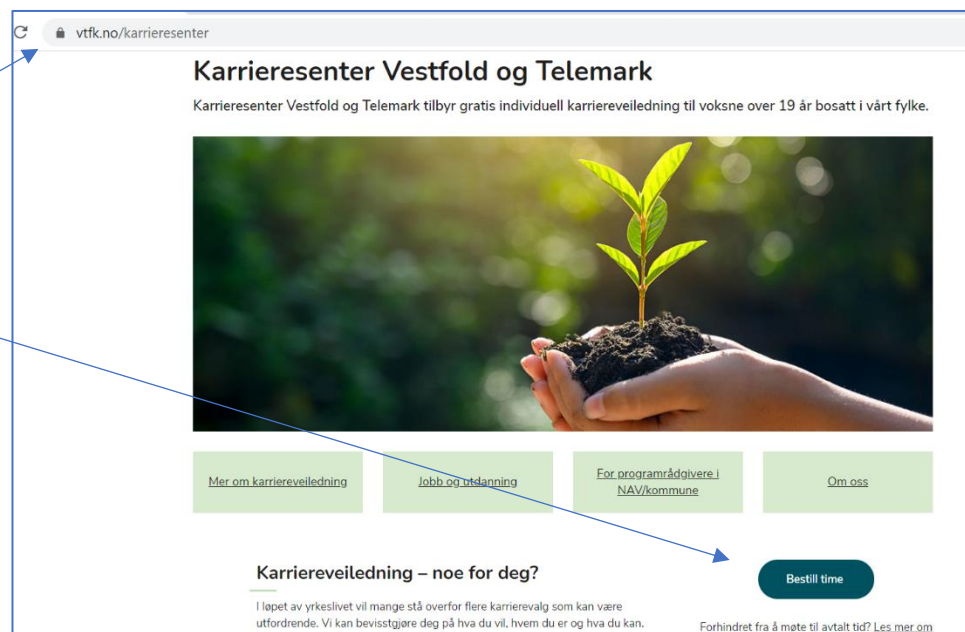 vtfk.no/karrieresenter
Karrieresenter Vestfold og Telemark
Karrieresenter Vestfold og Telemark tilbyr gratis individuell karriereveiledning til voksne over 19 år bosatt i vårt fylke.
Mer om karriereveiledning
Jobb og utdanning
For programrådgivere i
NAV/kommune
Om oss
Karriereveiledning – noe for deg?
Bestill time
I løpet av yrkeslivet vil mange stå overfor flere karrierevalg som kan være
utfordrende. Vi kan bevisstgjøre deg på hva du vil, hvem du er og hva du kan.
Forhindret fra å møte til avtalt tid? Les mer om